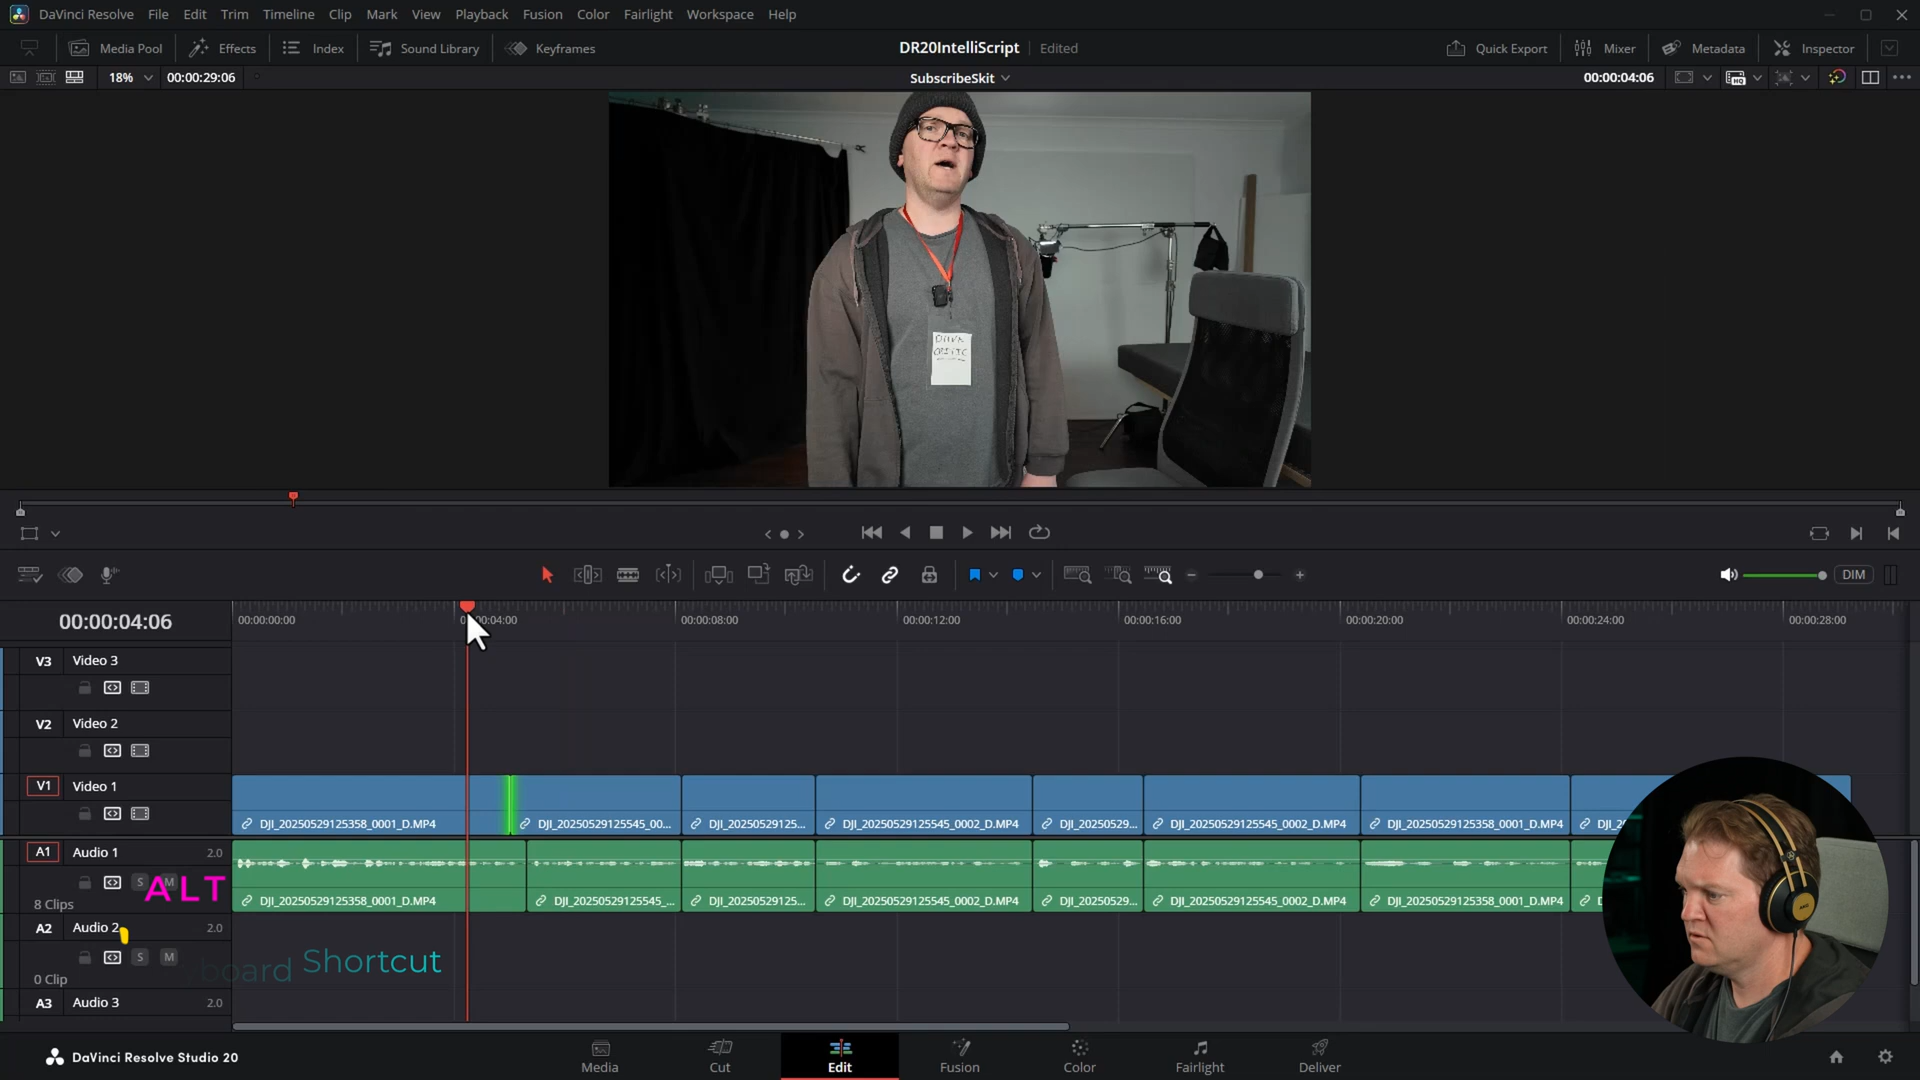 DaVinci Resolve File Edit Trim Timeline Clip Mark View Playback Fusion Color Fairlight Workspace Help
Media Pool Effects Index Sound Library Keyframes DR20IntelliScript Edited Quick Export Mixer Metadata Inspector
18% 00:00:29:06 SubscribeSkit 00:00:04:06
DIM
00:00:04:06 00:00:00:00 00:00:04:00 00:00:08:00 00:00:12:00 00:00:16:00 00:00:20:00 00:00:24:00 00:00:28:00
V3 Video 3
V2 Video 2
V1 Video 1
DJI_20250529125358_0001_D.MP4 DJI_20250529125545_00... DJI_20250529125... DJI_20250529125545_0002_D.MP4 DJI_20250529... DJI_20250529125545_0002_D.MP4 DJI_20250529125358_0001_D.MP4
A1 Audio 1 2.0
S M
ALT
8 Clips DJI_20250529125358_0001_D.MP4 DJI_20250529125545_... DJI_20250529125... DJI_20250529125545_0002_D.MP4 DJI_20250529... DJI_20250529125545_0002_D.MP4 DJI_20250529125358_0001_D.MP4
A2 Audio 2 2.0
S M
board Shortcut
0 Clip
A3 Audio 3 2.0
DaVinci Resolve Studio 20 Media Cut Edit Fusion Color Fairlight Deliver